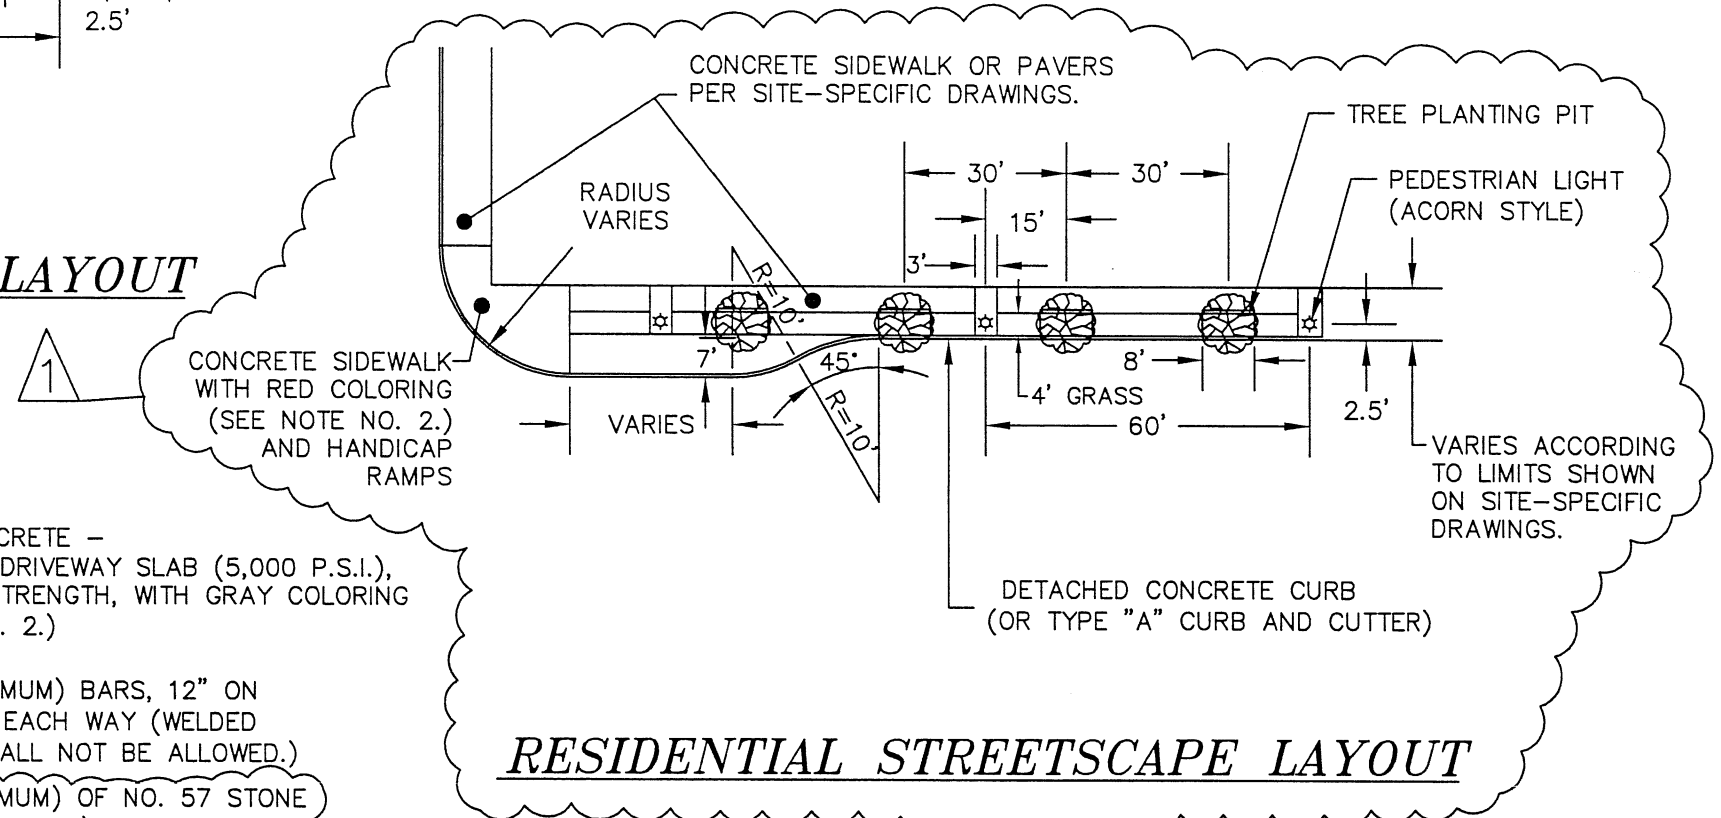 2.5'
CONCRETE SIDEWALK OR PAVERS
PER SITE-SPECIFIC DRAWINGS.
TREE PLANTING PIT
RADIUS
VARIES
30'
30'
PEDESTRIAN LIGHT
(ACORN STYLE)
15'
3'
LAYOUT
R=10'
1
CONCRETE SIDEWALK
WITH RED COLORING
(SEE NOTE NO. 2.)
AND HANDICAP
RAMPS
7'
45°
8'
4' GRASS
2.5'
VARIES
R=10'
60'
VARIES ACCORDING
TO LIMITS SHOWN
ON SITE-SPECIFIC
DRAWINGS.
CRETE -
DRIVEWAY SLAB (5,000 P.S.I.),
TRENGTH, WITH GRAY COLORING
. 2.)
DETACHED CONCRETE CURB
(OR TYPE "A" CURB AND CUTTER)
MUM) BARS, 12" ON
EACH WAY (WELDED
ALL NOT BE ALLOWED.)
MUM) OF NO. 57 STONE
RESIDENTIAL STREETSCAPE LAYOUT